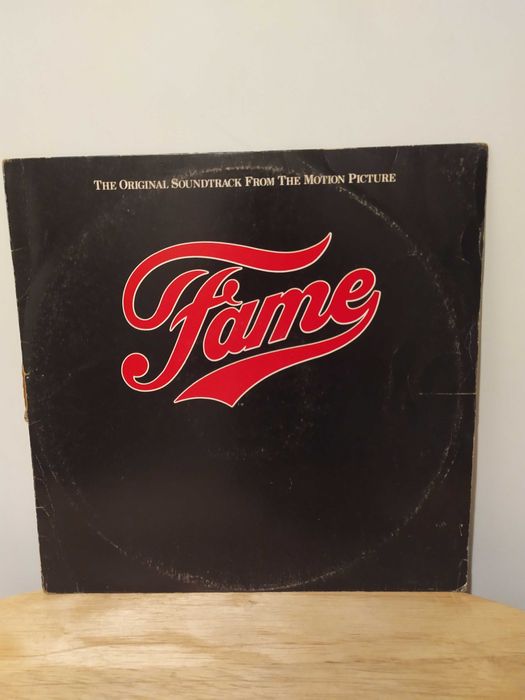 THE ORIGINAL SOUNDTRACK FROM THE MOTION PICTURE
Fame